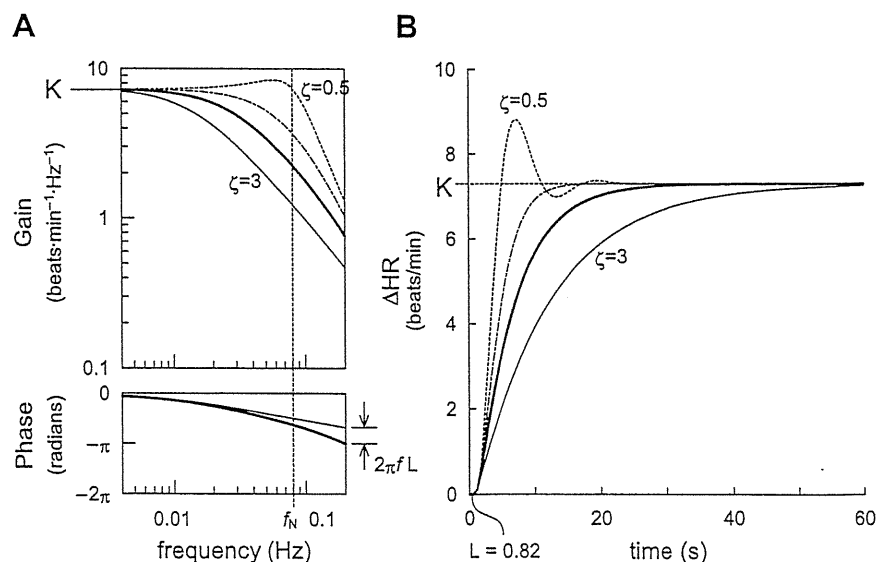 A
10
K
ζ=0.5
ζ=3
1
0.1
Gain
(beats·min⁻¹·Hz⁻¹)
0
-π
-2π
Phase
(radians)
2πfL
0.01
fN
0.1
frequency (Hz)
B
10
8
K
6
4
2
0
ζ=0.5
ζ=3
ΔHR
(beats/min)
0
20
40
60
L = 0.82
time (s)